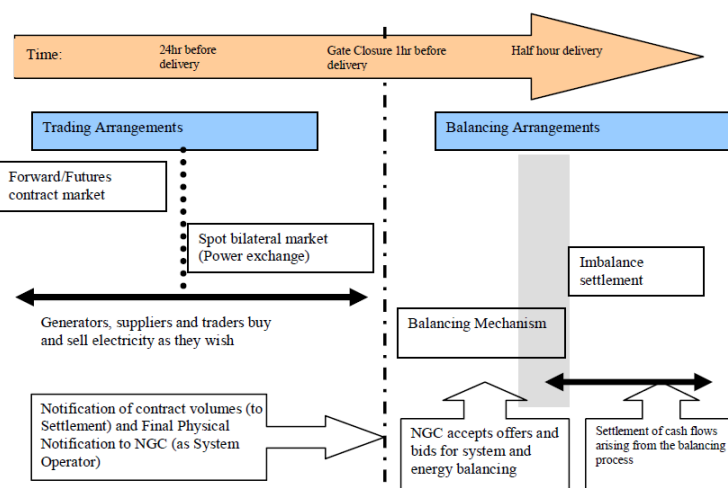 Time:
24hr before
delivery
Gate Closure 1hr before
delivery
Half hour delivery
Trading Arrangements
Balancing Arrangements
Forward/Futures
contract market
Spot bilateral market
(Power exchange)
Imbalance
settlement
Generators, suppliers and traders buy
and sell electricity as they wish
Balancing Mechanism
Notification of contract volumes (to
Settlement) and Final Physical
Notification to NGC (as System
Operator)
NGC accepts offers and
bids for system and
energy balancing
Settlement of cash flows
arising from the balancing
process